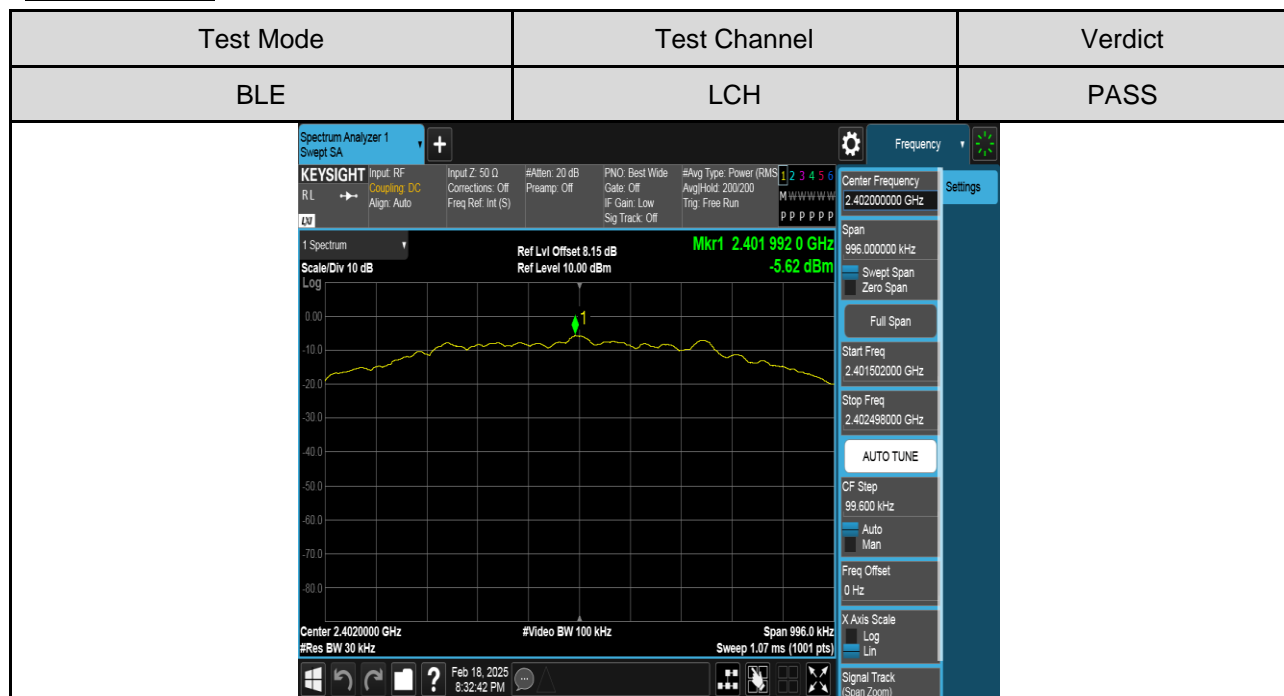 Test Mode Test Channel Verdict
BLE LCH PASS
Spectrum Analyzer 1
Swept SA
+
Frequency
KEYSIGHT
RL
LXI
Input: RF
Coupling: DC
Align: Auto
Input Z: 50 Ω
Corrections: Off
Freq Ref: Int (S)
#Atten: 20 dB
Preamp: Off
PNO: Best Wide
Gate: Off
IF Gain: Low
Sig Track: Off
#Avg Type: Power (RMS
Avg|Hold: 200/200
Trig: Free Run
1 2 3 4 5 6
M W W W W W
P P P P P P
1 Spectrum
Scale/Div 10 dB
Log
Ref Lvl Offset 8.15 dB
Ref Level 10.00 dBm
Mkr1 2.401 992 0 GHz
-5.62 dBm
1
0.00
-10.0
-20.0
-30.0
-40.0
-50.0
-60.0
-70.0
-80.0
Center 2.4020000 GHz
#Res BW 30 kHz
#Video BW 100 kHz
Span 996.0 kHz
Sweep 1.07 ms (1001 pts)
?
Feb 18, 2025
8:32:42 PM
Center Frequency
2.402000000 GHz
Settings
Span
996.000000 kHz
Swept Span
Zero Span
Full Span
Start Freq
2.401502000 GHz
Stop Freq
2.402498000 GHz
AUTO TUNE
CF Step
99.600 kHz
Auto
Man
Freq Offset
0 Hz
X Axis Scale
Log
Lin
Signal Track
(Span Zoom)